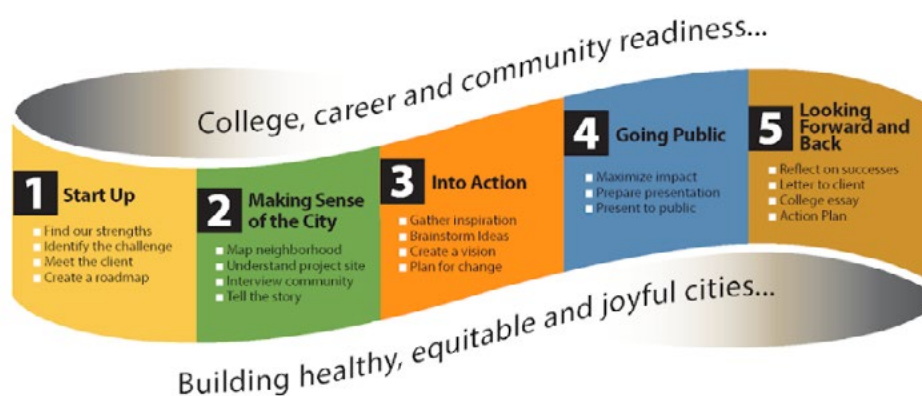 College, career and community readiness...
1 Start Up
Find our strengths
Identify the challenge
Meet the client
Create a roadmap
2 Making Sense
of the City
Map neighborhood
Understand project site
Interview community
Tell the story
3 Into Action
Gather inspiration
Brainstorm Ideas
Create a vision
Plan for change
4 Going Public
Maximize impact
Prepare presentation
Present to public
5 Looking
Forward and
Back
Reflect on successes
Letter to client
College essay
Action Plan
Building healthy, equitable and joyful cities...